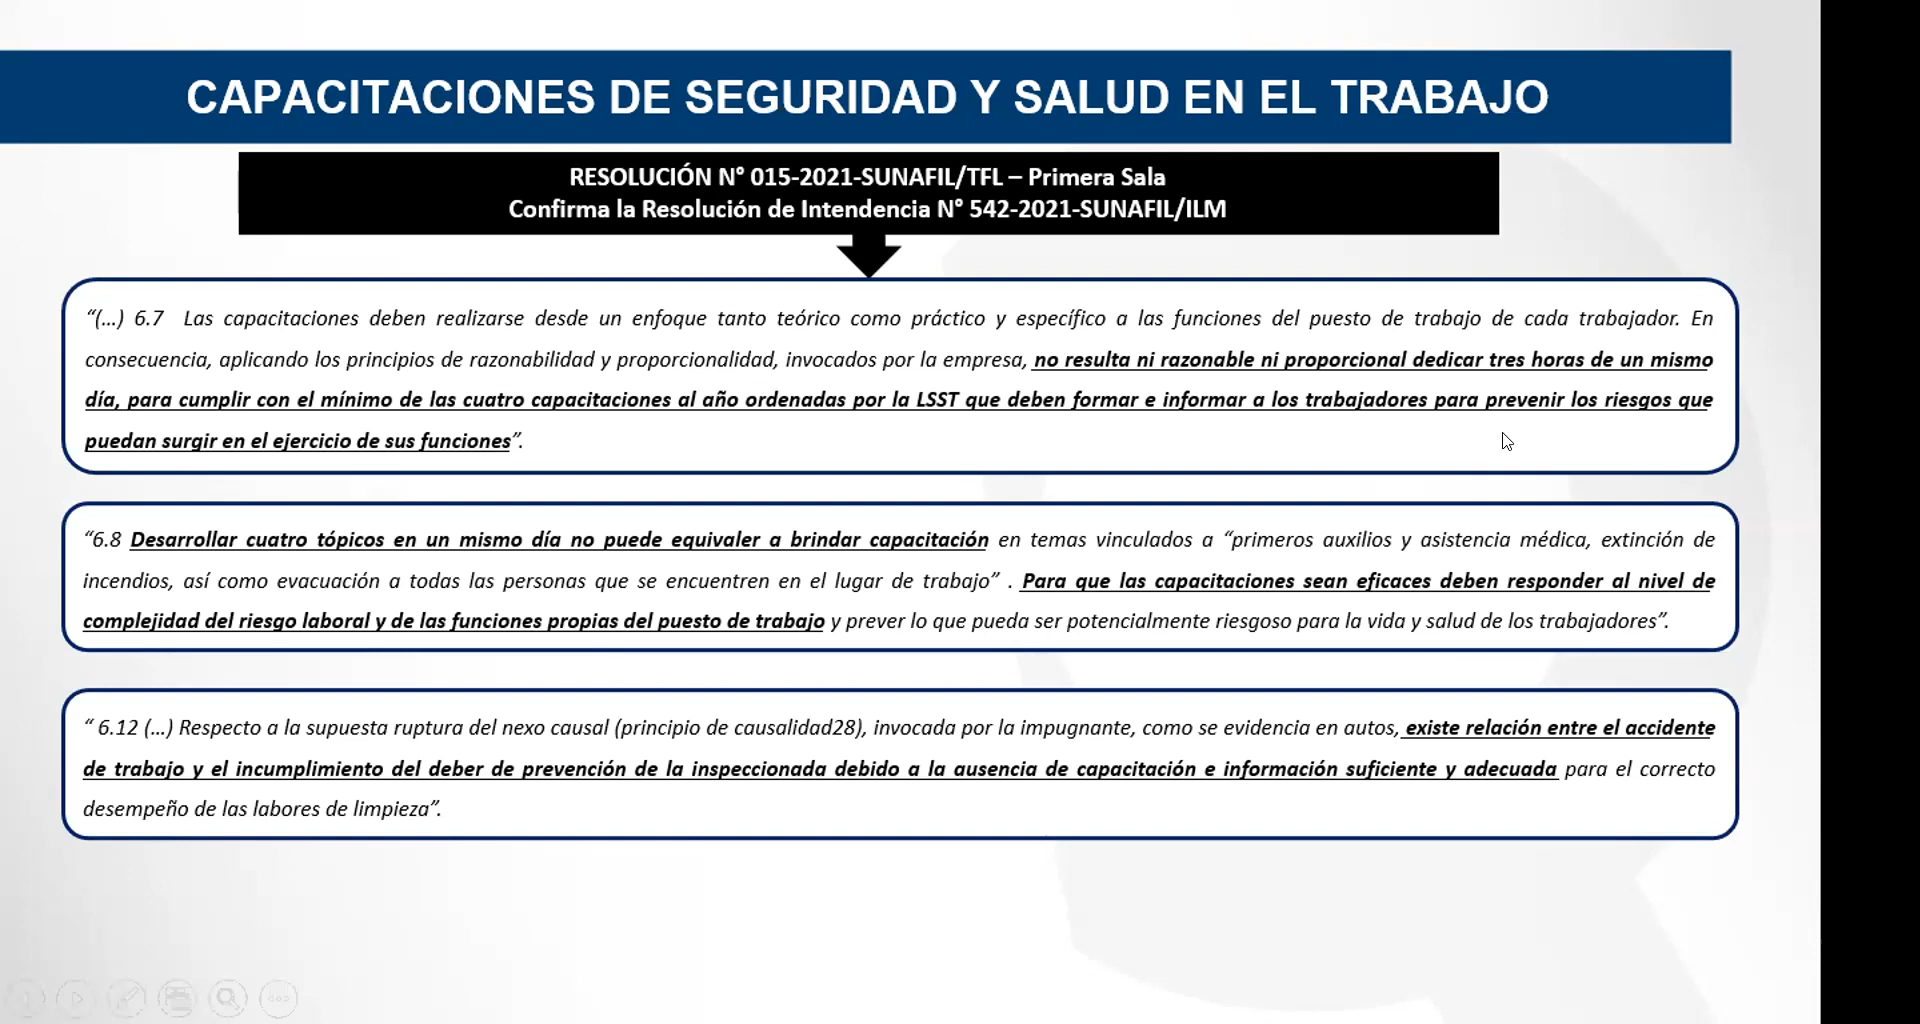 CAPACITACIONES DE SEGURIDAD Y SALUD EN EL TRABAJO
RESOLUCIÓN N° 015-2021-SUNAFIL/TFL – Primera Sala
Confirma la Resolución de Intendencia N° 542-2021-SUNAFIL/ILM
“(...) 6.7 Las capacitaciones deben realizarse desde un enfoque tanto teórico como práctico y específico a las funciones del puesto de trabajo de cada trabajador. En
consecuencia, aplicando los principios de razonabilidad y proporcionalidad, invocados por la empresa, no resulta ni razonable ni proporcional dedicar tres horas de un mismo
día, para cumplir con el mínimo de las cuatro capacitaciones al año ordenadas por la LSST que deben formar e informar a los trabajadores para prevenir los riesgos que
puedan surgir en el ejercicio de sus funciones”.
“6.8 Desarrollar cuatro tópicos en un mismo día no puede equivaler a brindar capacitación en temas vinculados a “primeros auxilios y asistencia médica, extinción de
incendios, así como evacuación a todas las personas que se encuentren en el lugar de trabajo” . Para que las capacitaciones sean eficaces deben responder al nivel de
complejidad del riesgo laboral y de las funciones propias del puesto de trabajo y prever lo que pueda ser potencialmente riesgoso para la vida y salud de los trabajadores”.
“ 6.12 (...) Respecto a la supuesta ruptura del nexo causal (principio de causalidad28), invocada por la impugnante, como se evidencia en autos, existe relación entre el accidente
de trabajo y el incumplimiento del deber de prevención de la inspeccionada debido a la ausencia de capacitación e información suficiente y adecuada para el correcto
desempeño de las labores de limpieza”.